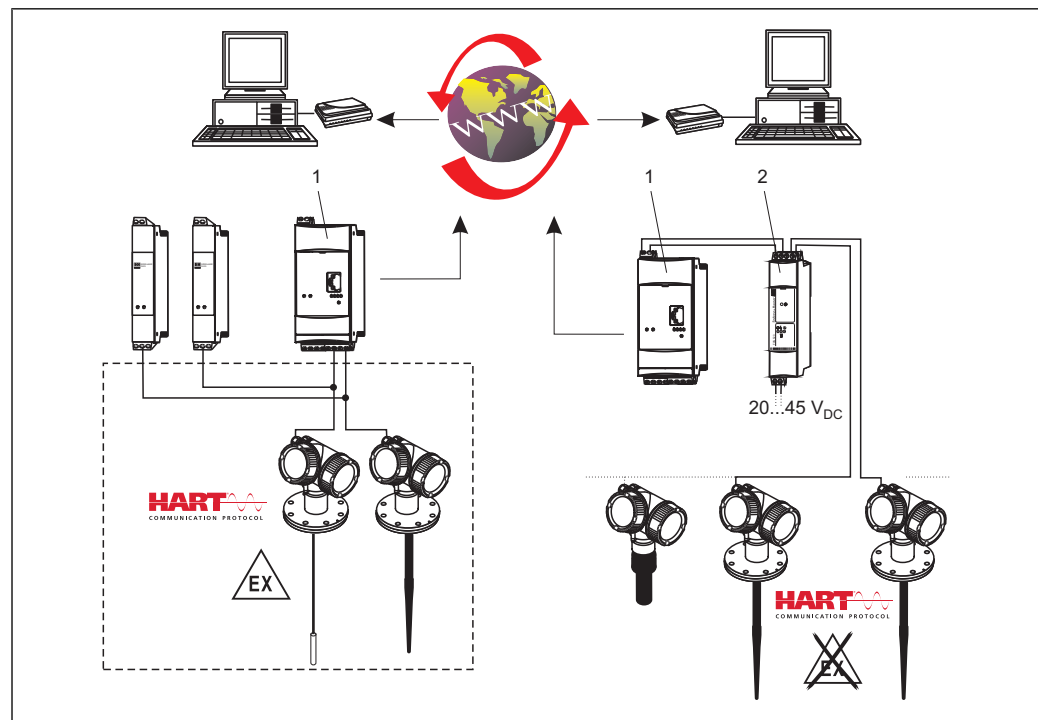 WWW
1
1
2
20...45 VDC
HART
COMMUNICATION PROTOCOL
EX
HART
COMMUNICATION PROTOCOL
EX